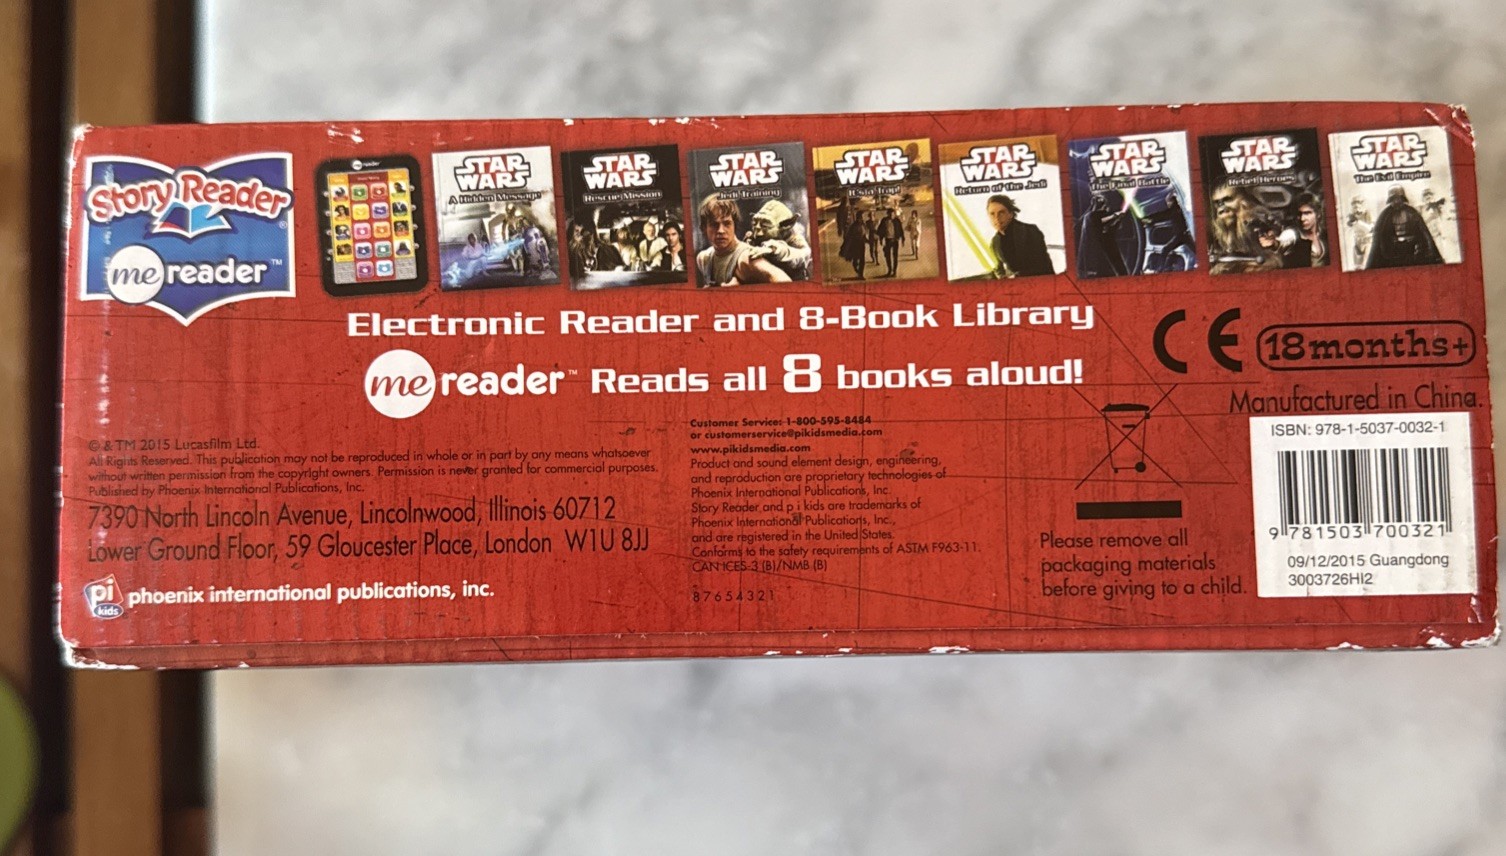 Story Reader®
me reader™
me reader
STAR WARS
A Hidden Message
STAR WARS
Rescue Mission
STAR WARS
Jedi Training
STAR WARS
It's a Trap!
STAR WARS
Return of the Jedi
STAR WARS
The Final Battle
STAR WARS
Rebel Heroes
STAR WARS
The Evil Empire
Electronic Reader and 8-Book Library
me reader™ Reads all 8 books aloud!
CE
18 months+
Manufactured in China.
© & TM 2015 Lucasfilm Ltd.
All Rights Reserved. This publication may not be reproduced in whole or in part by any means whatsoever
without written permission from the copyright owners. Permission is never granted for commercial purposes.
Published by Phoenix International Publications, Inc.
7390 North Lincoln Avenue, Lincolnwood, Illinois 60712
Lower Ground Floor, 59 Gloucester Place, London W1U 8JJ
pi kids
phoenix international publications, inc.
Customer Service: 1-800-595-8484
or customerservice@pikidsmedia.com
www.pikidsmedia.com
Product and sound element design, engineering,
and reproduction are proprietary technologies of
Phoenix International Publications, Inc.
Story Reader and p i kids are trademarks of
Phoenix International Publications, Inc.,
and are registered in the United States.
Conforms to the safety requirements of ASTM F963-11.
CAN ICES-3 (B)/NMB (B)
8 7 6 5 4 3 2 1
Please remove all
packaging materials
before giving to a child.
ISBN: 978-1-5037-0032-1
9 781503 700321
09/12/2015 Guangdong
3003726HI2